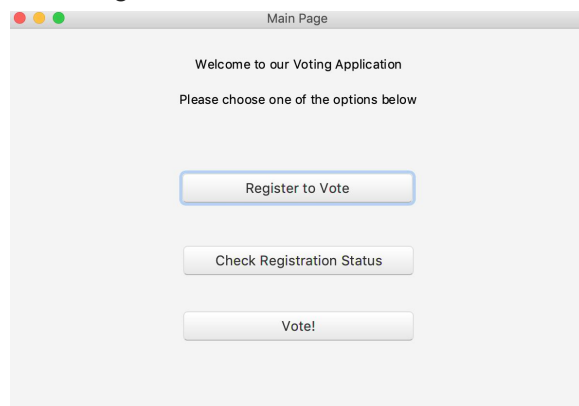 Main Page
Welcome to our Voting Application
Please choose one of the options below
Register to Vote
Check Registration Status
Vote!